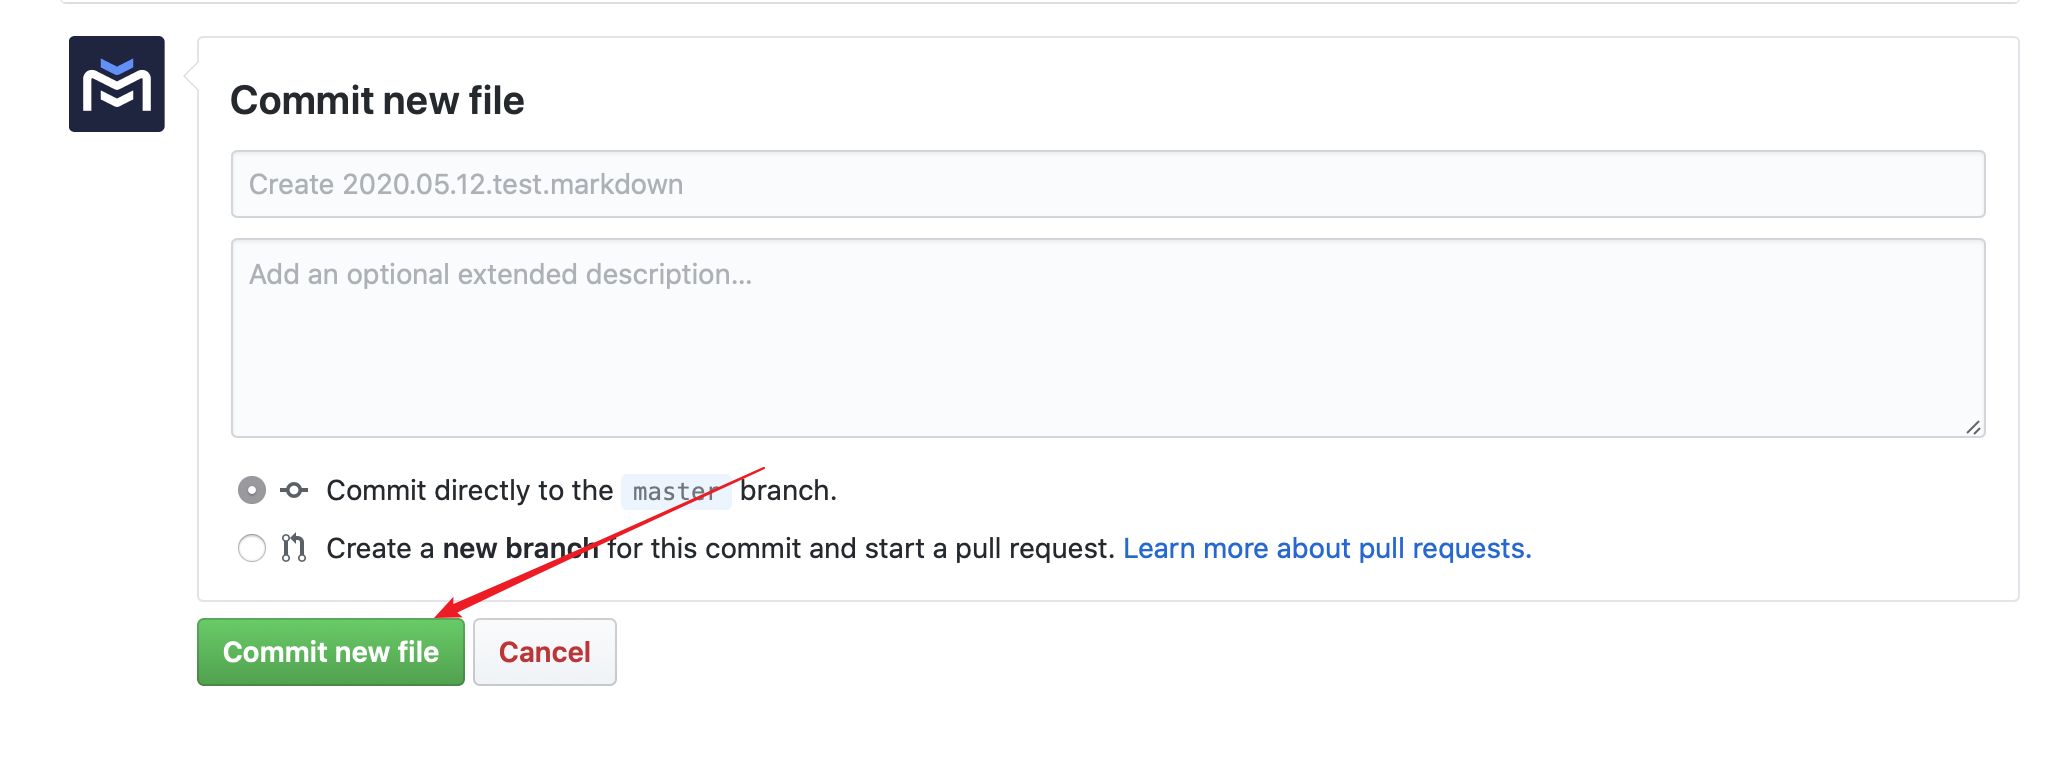 Commit new file
Create 2020.05.12.test.markdown
Add an optional extended description...
Commit directly to the master branch.
Create a new branch for this commit and start a pull request. Learn more about pull requests.
Commit new file
Cancel